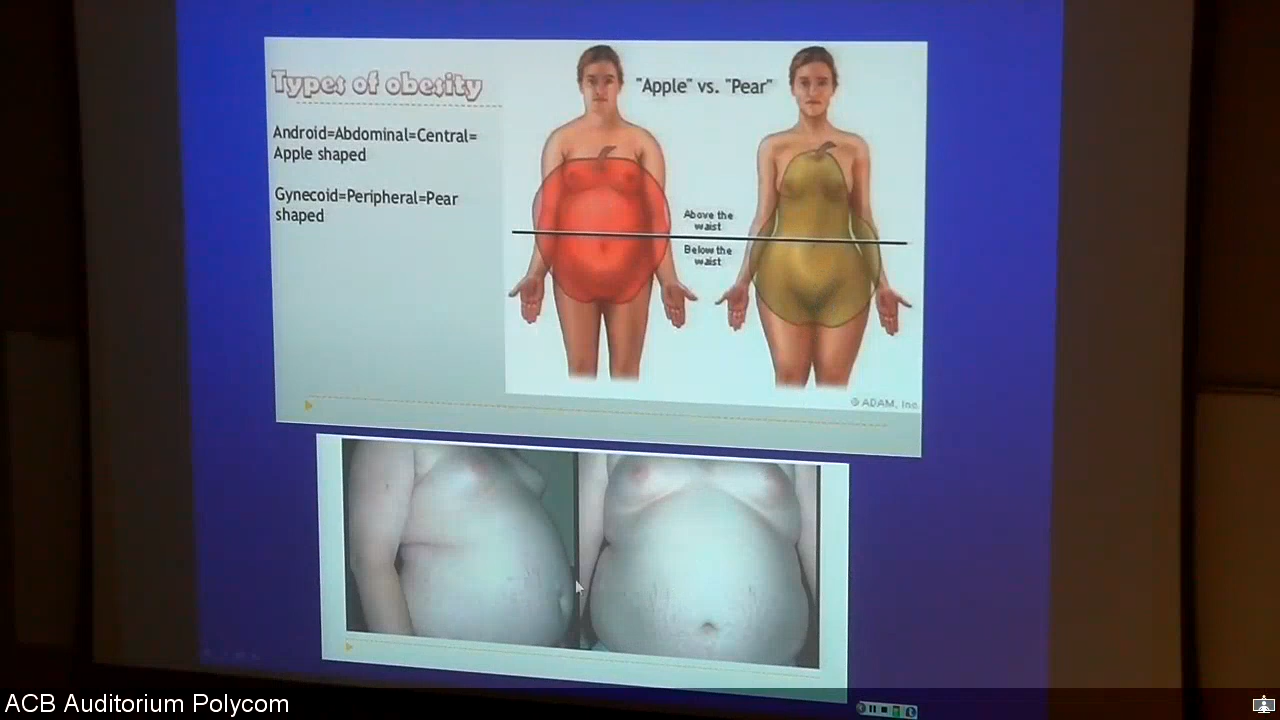 Types of obesity
Android=Abdominal=Central=
Apple shaped
Gynecoid=Peripheral=Pear
shaped
"Apple" vs. "Pear"
Above the
waist
Below the
waist
© ADAM, Inc.
ACB Auditorium Polycom